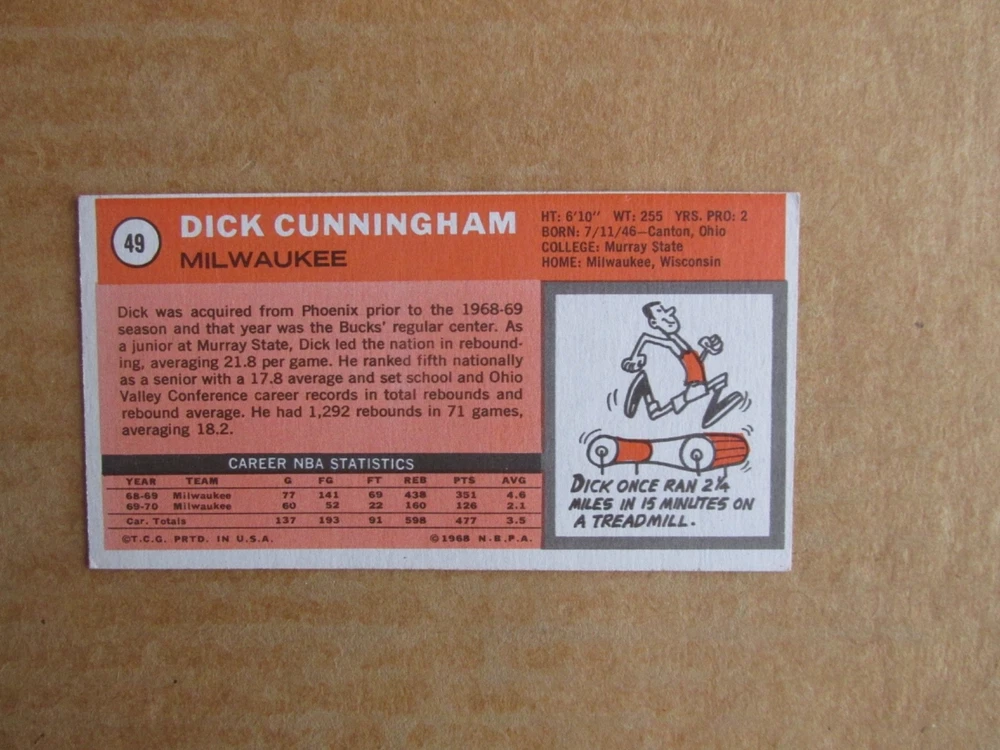 49
DICK CUNNINGHAM
MILWAUKEE
HT: 6'10" WT: 255 YRS. PRO: 2
BORN: 7/11/46—Canton, Ohio
COLLEGE: Murray State
HOME: Milwaukee, Wisconsin
Dick was acquired from Phoenix prior to the 1968-69
season and that year was the Bucks' regular center. As
a junior at Murray State, Dick led the nation in rebound-
ing, averaging 21.8 per game. He ranked fifth nationally
as a senior with a 17.8 average and set school and Ohio
Valley Conference career records in total rebounds and
rebound average. He had 1,292 rebounds in 71 games,
averaging 18.2.
CAREER NBA STATISTICS
YEAR TEAM G FG FT REB PTS AVG
68-69 Milwaukee 77 141 69 438 351 4.6
69-70 Milwaukee 60 52 22 160 126 2.1
Car. Totals 137 193 91 598 477 3.5
©T.C.G. PRTD. IN U.S.A. ©1968 N.B.P.A.
DICK ONCE RAN 2¼
MILES IN 15 MINUTES ON
A TREADMILL.